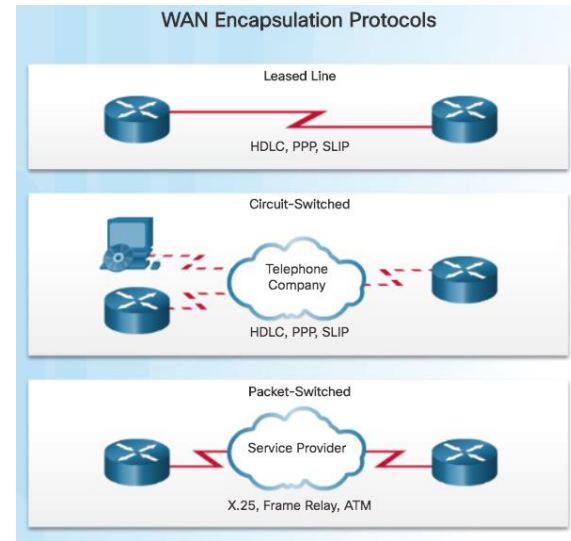 WAN Encapsulation Protocols
Leased Line
HDLC, PPP, SLIP
Circuit-Switched
Telephone
Company
HDLC, PPP, SLIP
Packet-Switched
Service Provider
X.25, Frame Relay, ATM